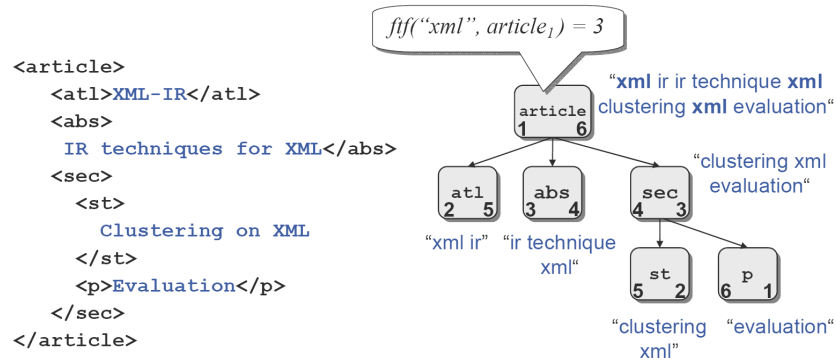 ftf("xml", article1) = 3
<article>
<atl>XML-IR</atl>
<abs>
IR techniques for XML</abs>
<sec>
<st>
Clustering on XML
</st>
<p>Evaluation</p>
</sec>
</article>
article
1 6
"xml ir ir technique xml
clustering xml evaluation"
atl
2 5
"xml ir"
abs
3 4
"ir technique
xml"
sec
4 3
"clustering xml
evaluation"
st
5 2
"clustering
xml"
p
6 1
"evaluation"